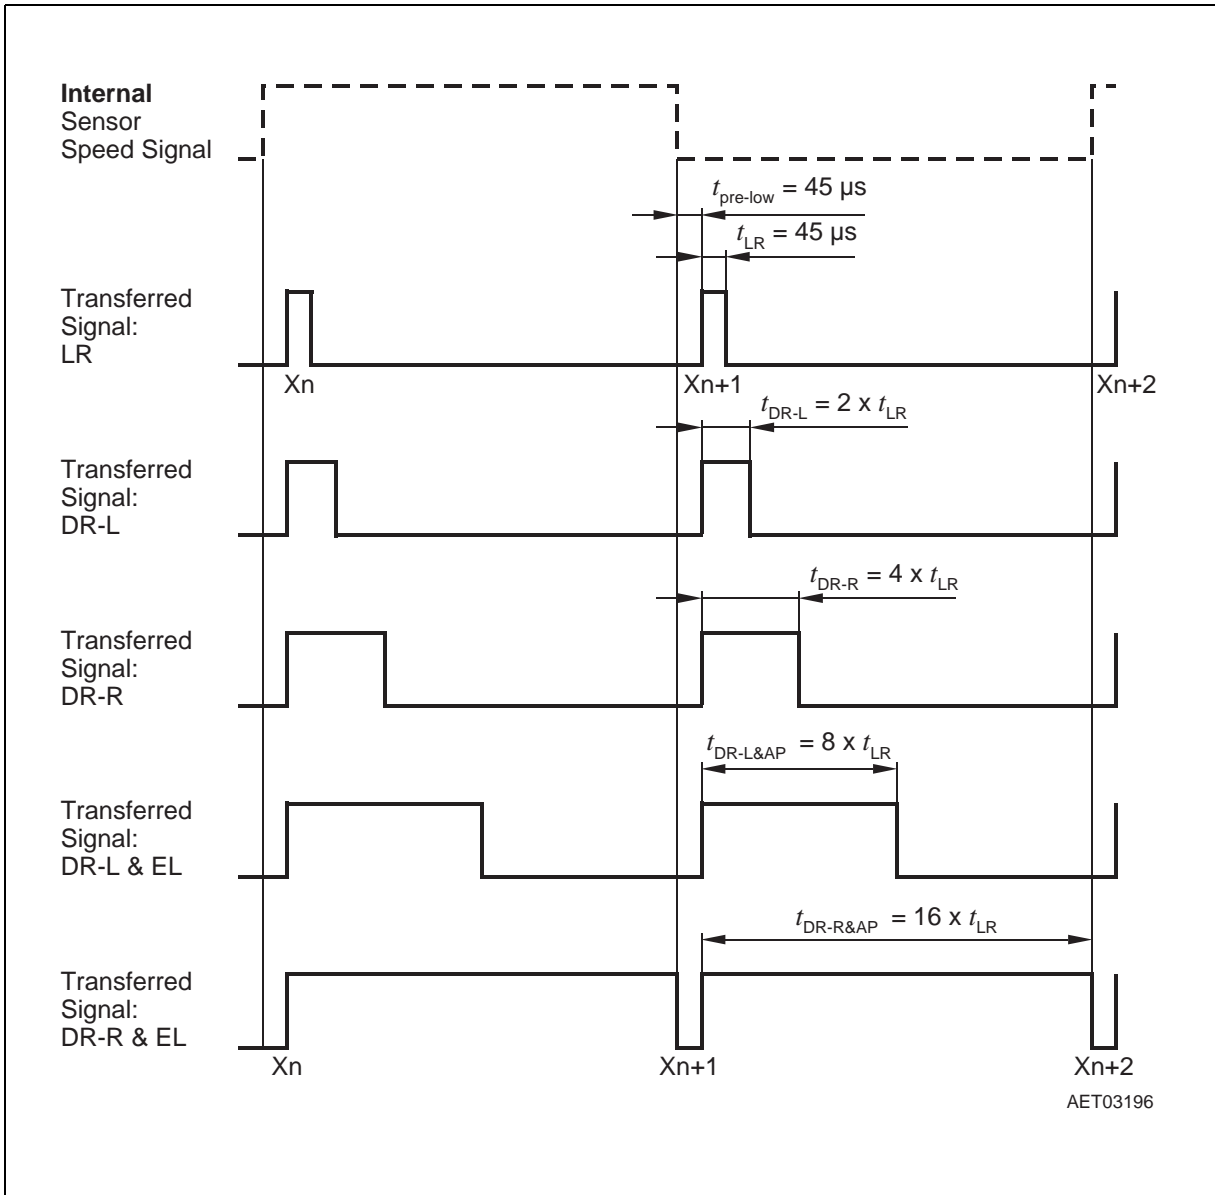 Internal
Sensor
Speed Signal
tpre-low = 45 µs
tLR = 45 µs
Transferred
Signal:
LR
Xn Xn+1 Xn+2
tDR-L = 2 x tLR
Transferred
Signal:
DR-L
tDR-R = 4 x tLR
Transferred
Signal:
DR-R
tDR-L&AP = 8 x tLR
Transferred
Signal:
DR-L & EL
tDR-R&AP = 16 x tLR
Transferred
Signal:
DR-R & EL
Xn Xn+1 Xn+2
AET03196